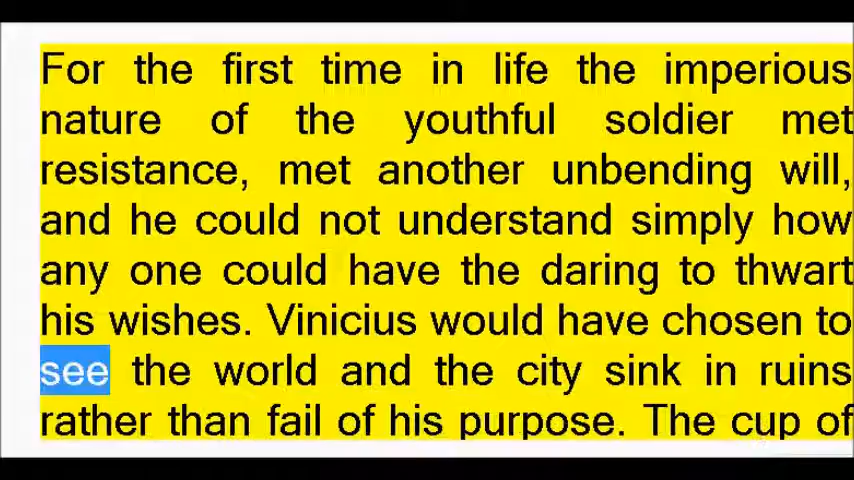 For the first time in life the imperious
nature of the youthful soldier met
resistance, met another unbending will,
and he could not understand simply how
any one could have the daring to thwart
his wishes. Vinicius would have chosen to
see the world and the city sink in ruins
rather than fail of his purpose. The cup of